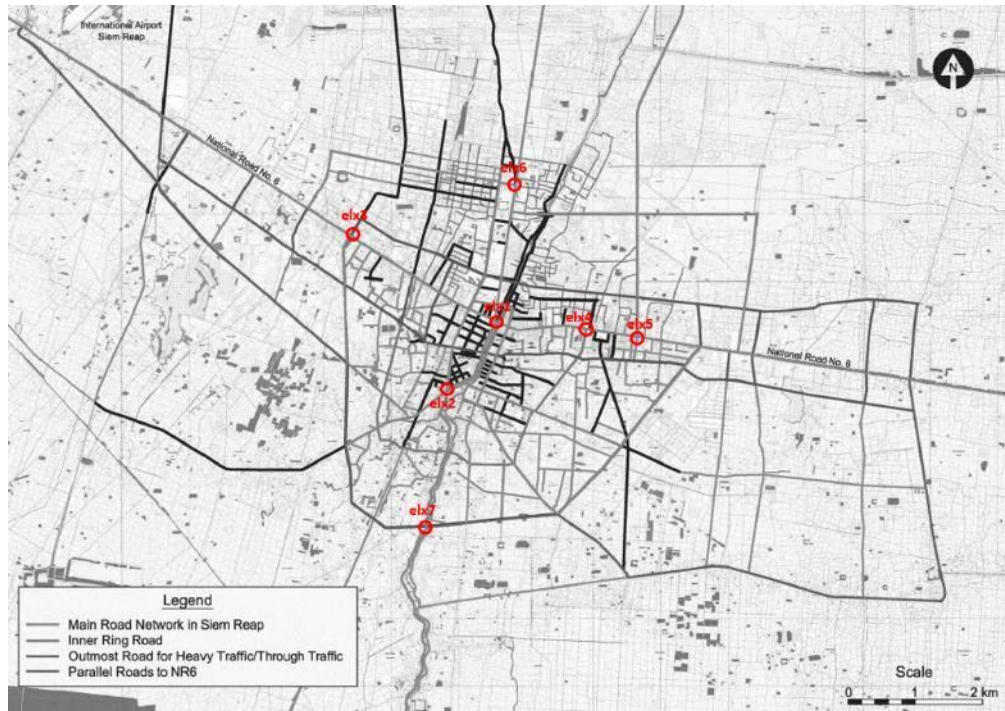 International Airport
Siem Reap
N
National Road No. 6
elx6
elx3
elx1
elx4
elx5
National Road No. 6
elx2
elx7
Legend
Main Road Network in Siem Reap
Inner Ring Road
Outmost Road for Heavy Traffic/Through Traffic
Parallel Roads to NR6
Scale
0 1 2 km